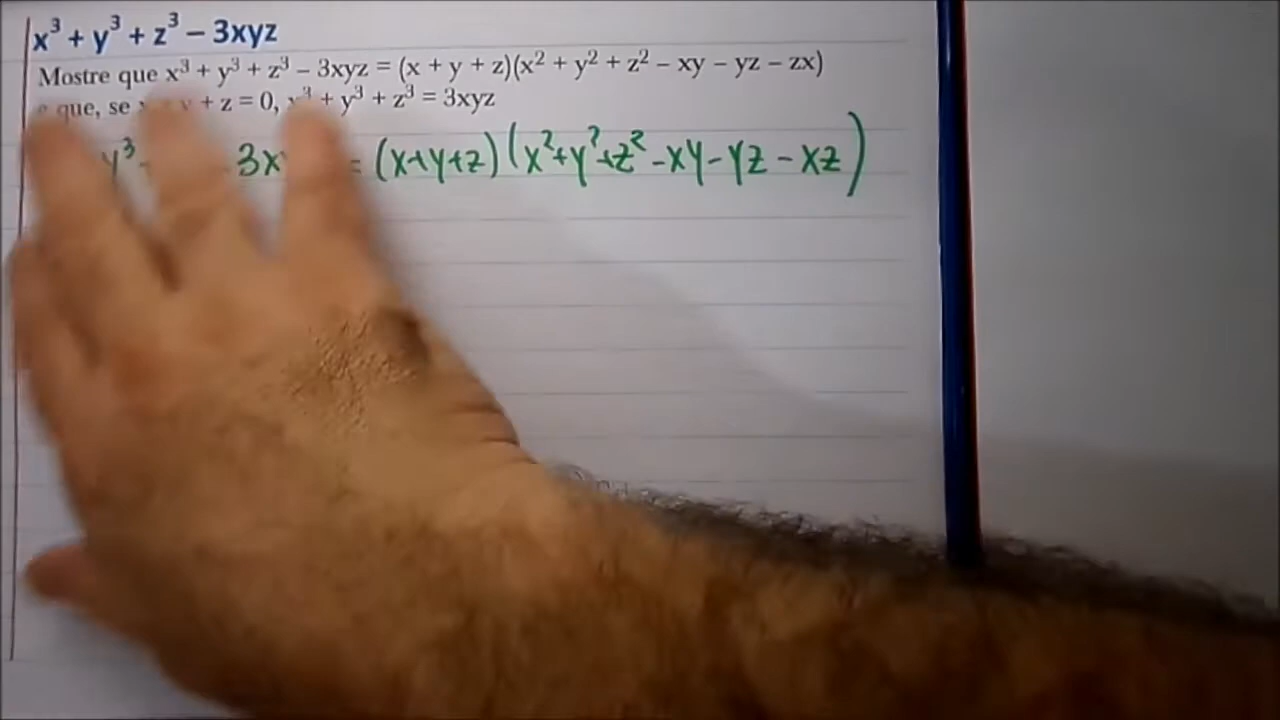 x³ + y³ + z³ − 3xyz
Mostre que x³ + y³ + z³ − 3xyz = (x + y + z)(x² + y² + z² − xy − yz − zx)
que, se + z = 0, + y³ + z³ = 3xyz
y³ 3x = (x+y+z)(x²+y²+z² −xy−yz − xz)